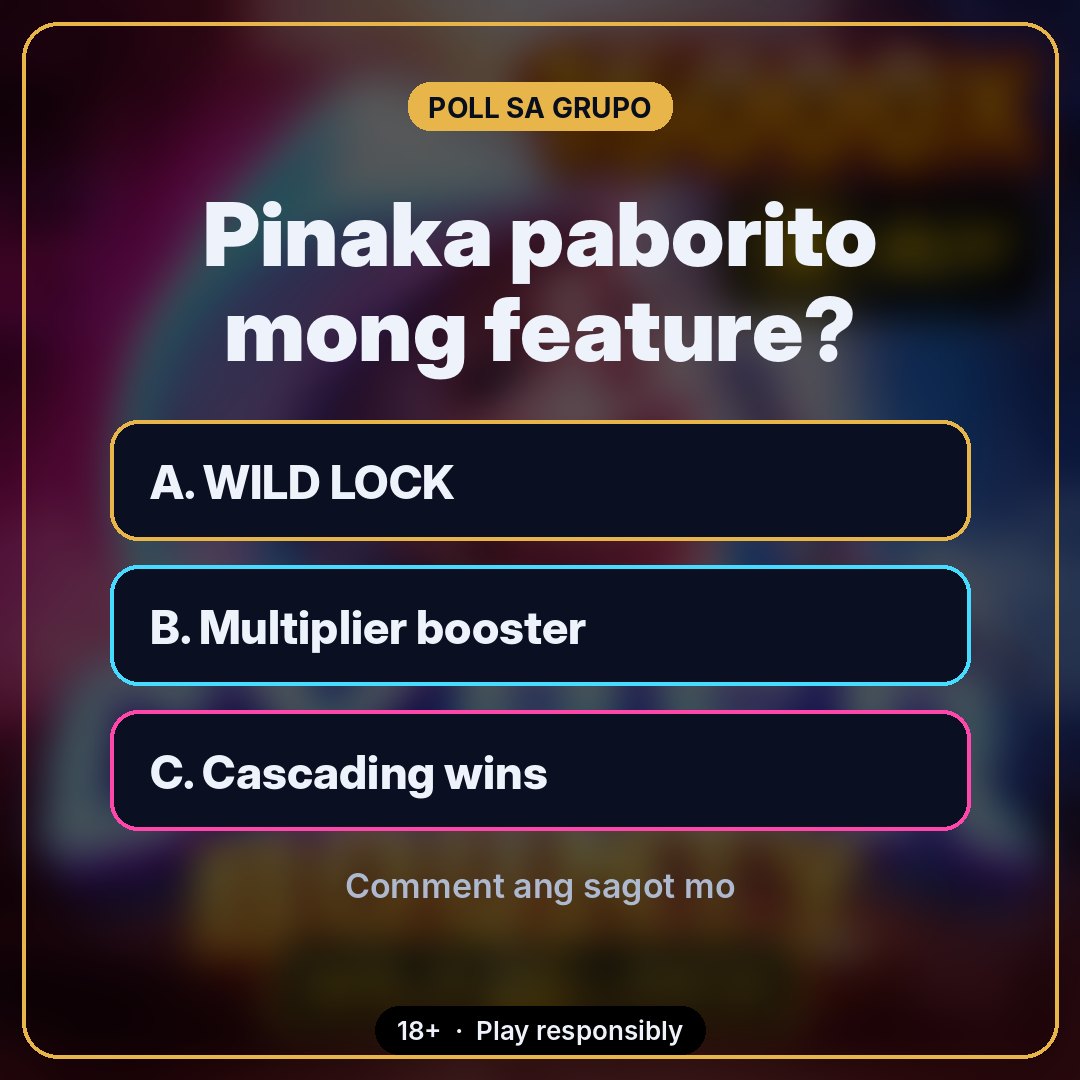 POLL SA GRUPO
Pinaka paborito
mong feature?
A. WILD LOCK
B. Multiplier booster
C. Cascading wins
Comment ang sagot mo
18+ · Play responsibly